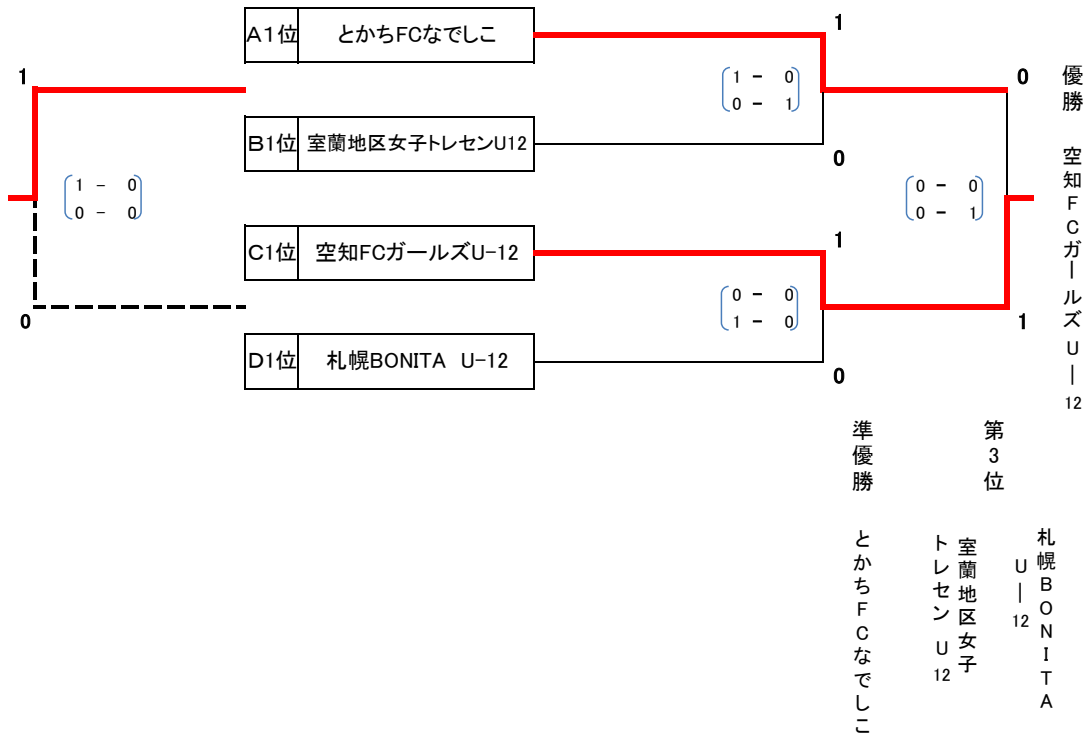 A1位 とかちFCなでしこ
1
1 - 0
0 - 1
B1位 室蘭地区女子トレセンU12
0
C1位 空知FCガールズU-12
1
0 - 0
1 - 0
D1位 札幌BONITA U-12
0
1
1 - 0
0 - 0
0
0
0 - 0
0 - 1
1
優勝 空知FCガールズU-12
準優勝 とかちFCなでしこ
第3位
室蘭地区女子
トレセンU12
札幌BONITA
U-12